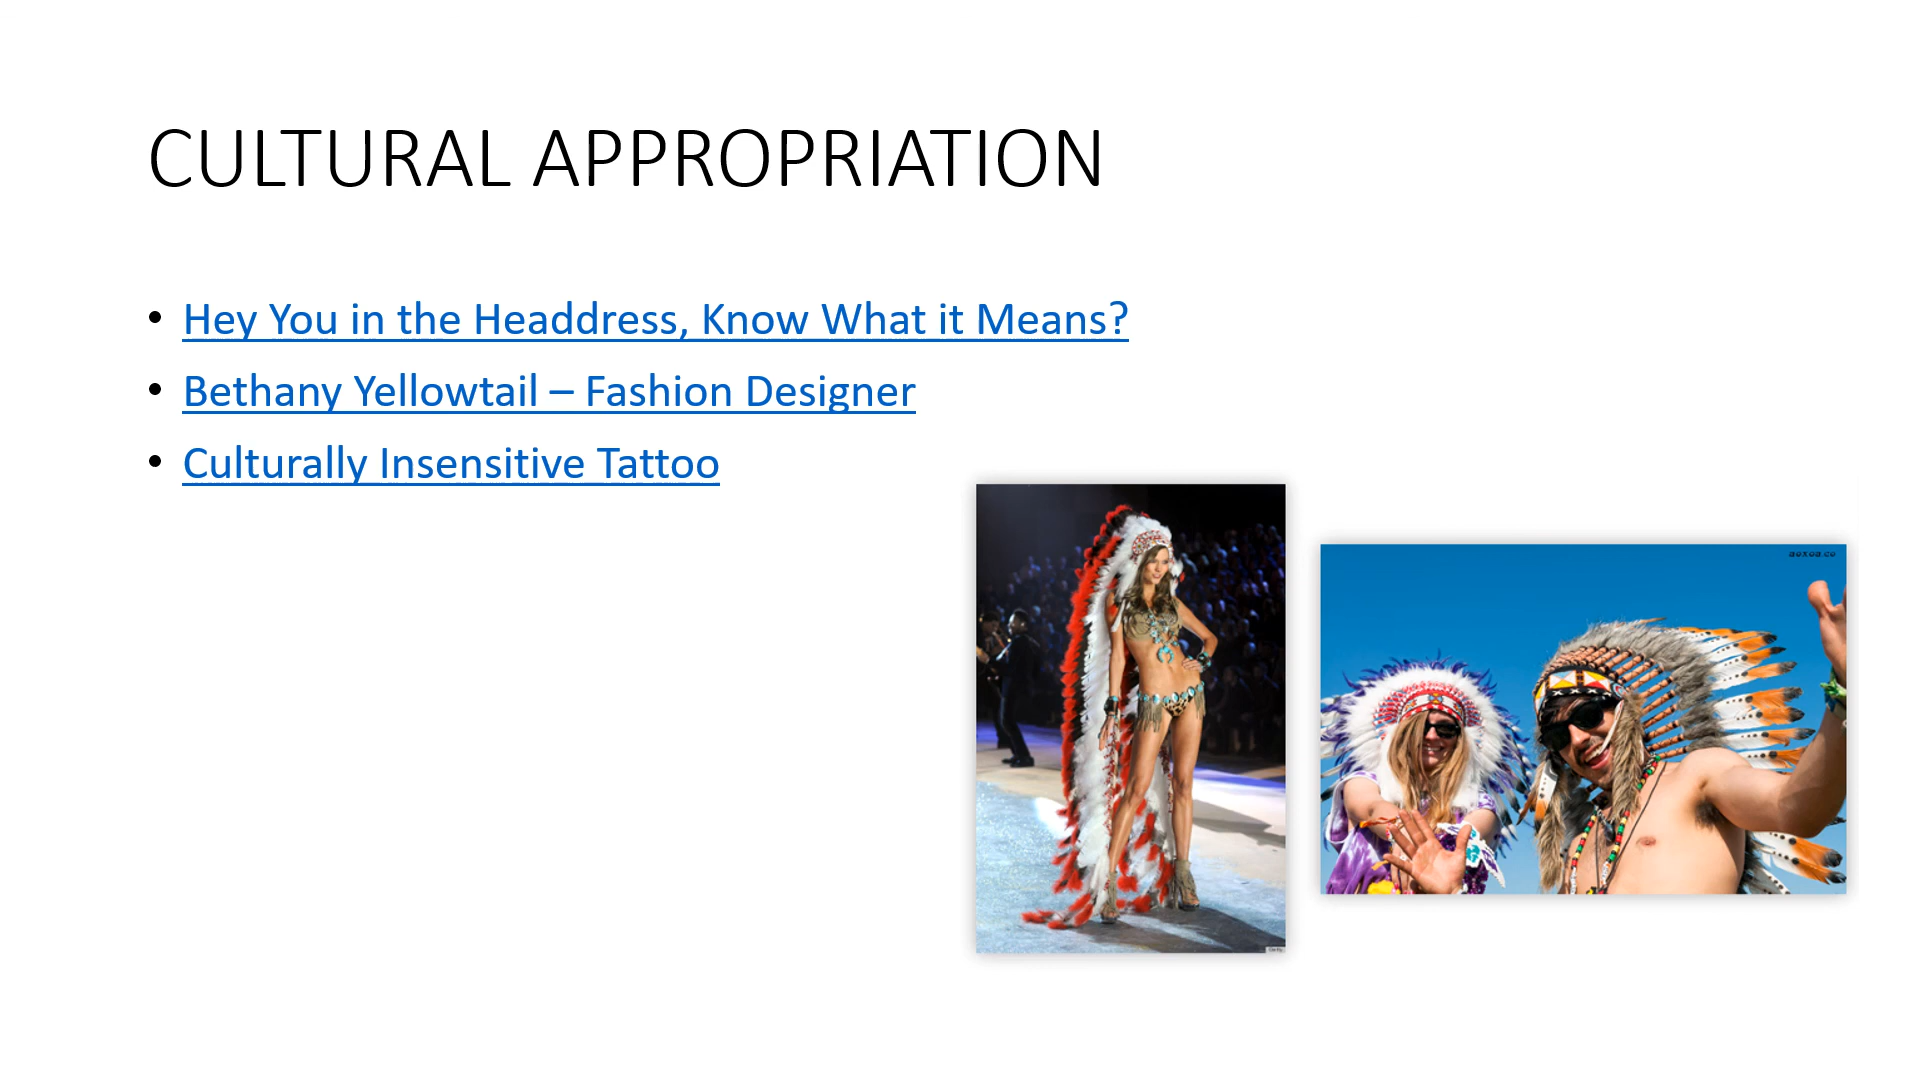 CULTURAL APPROPRIATION
• Hey You in the Headdress, Know What it Means?
• Bethany Yellowtail – Fashion Designer
• Culturally Insensitive Tattoo